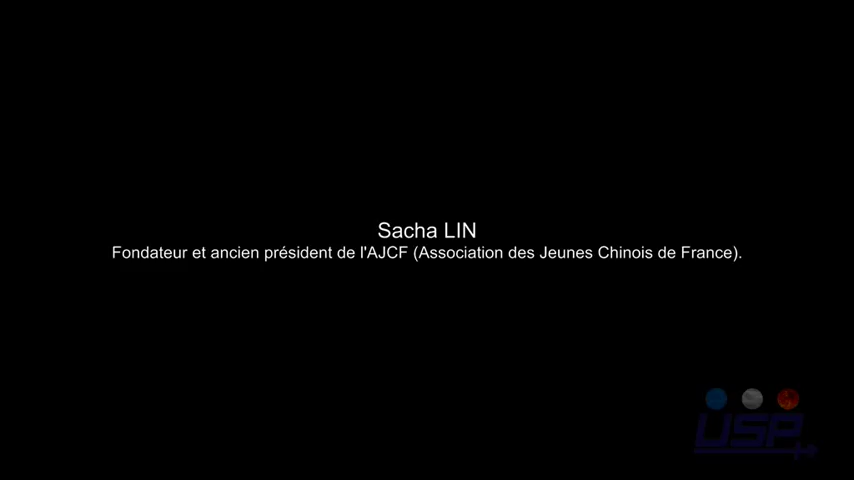 Sacha LIN
Fondateur et ancien président de l'AJCF (Association des Jeunes Chinois de France).
USP